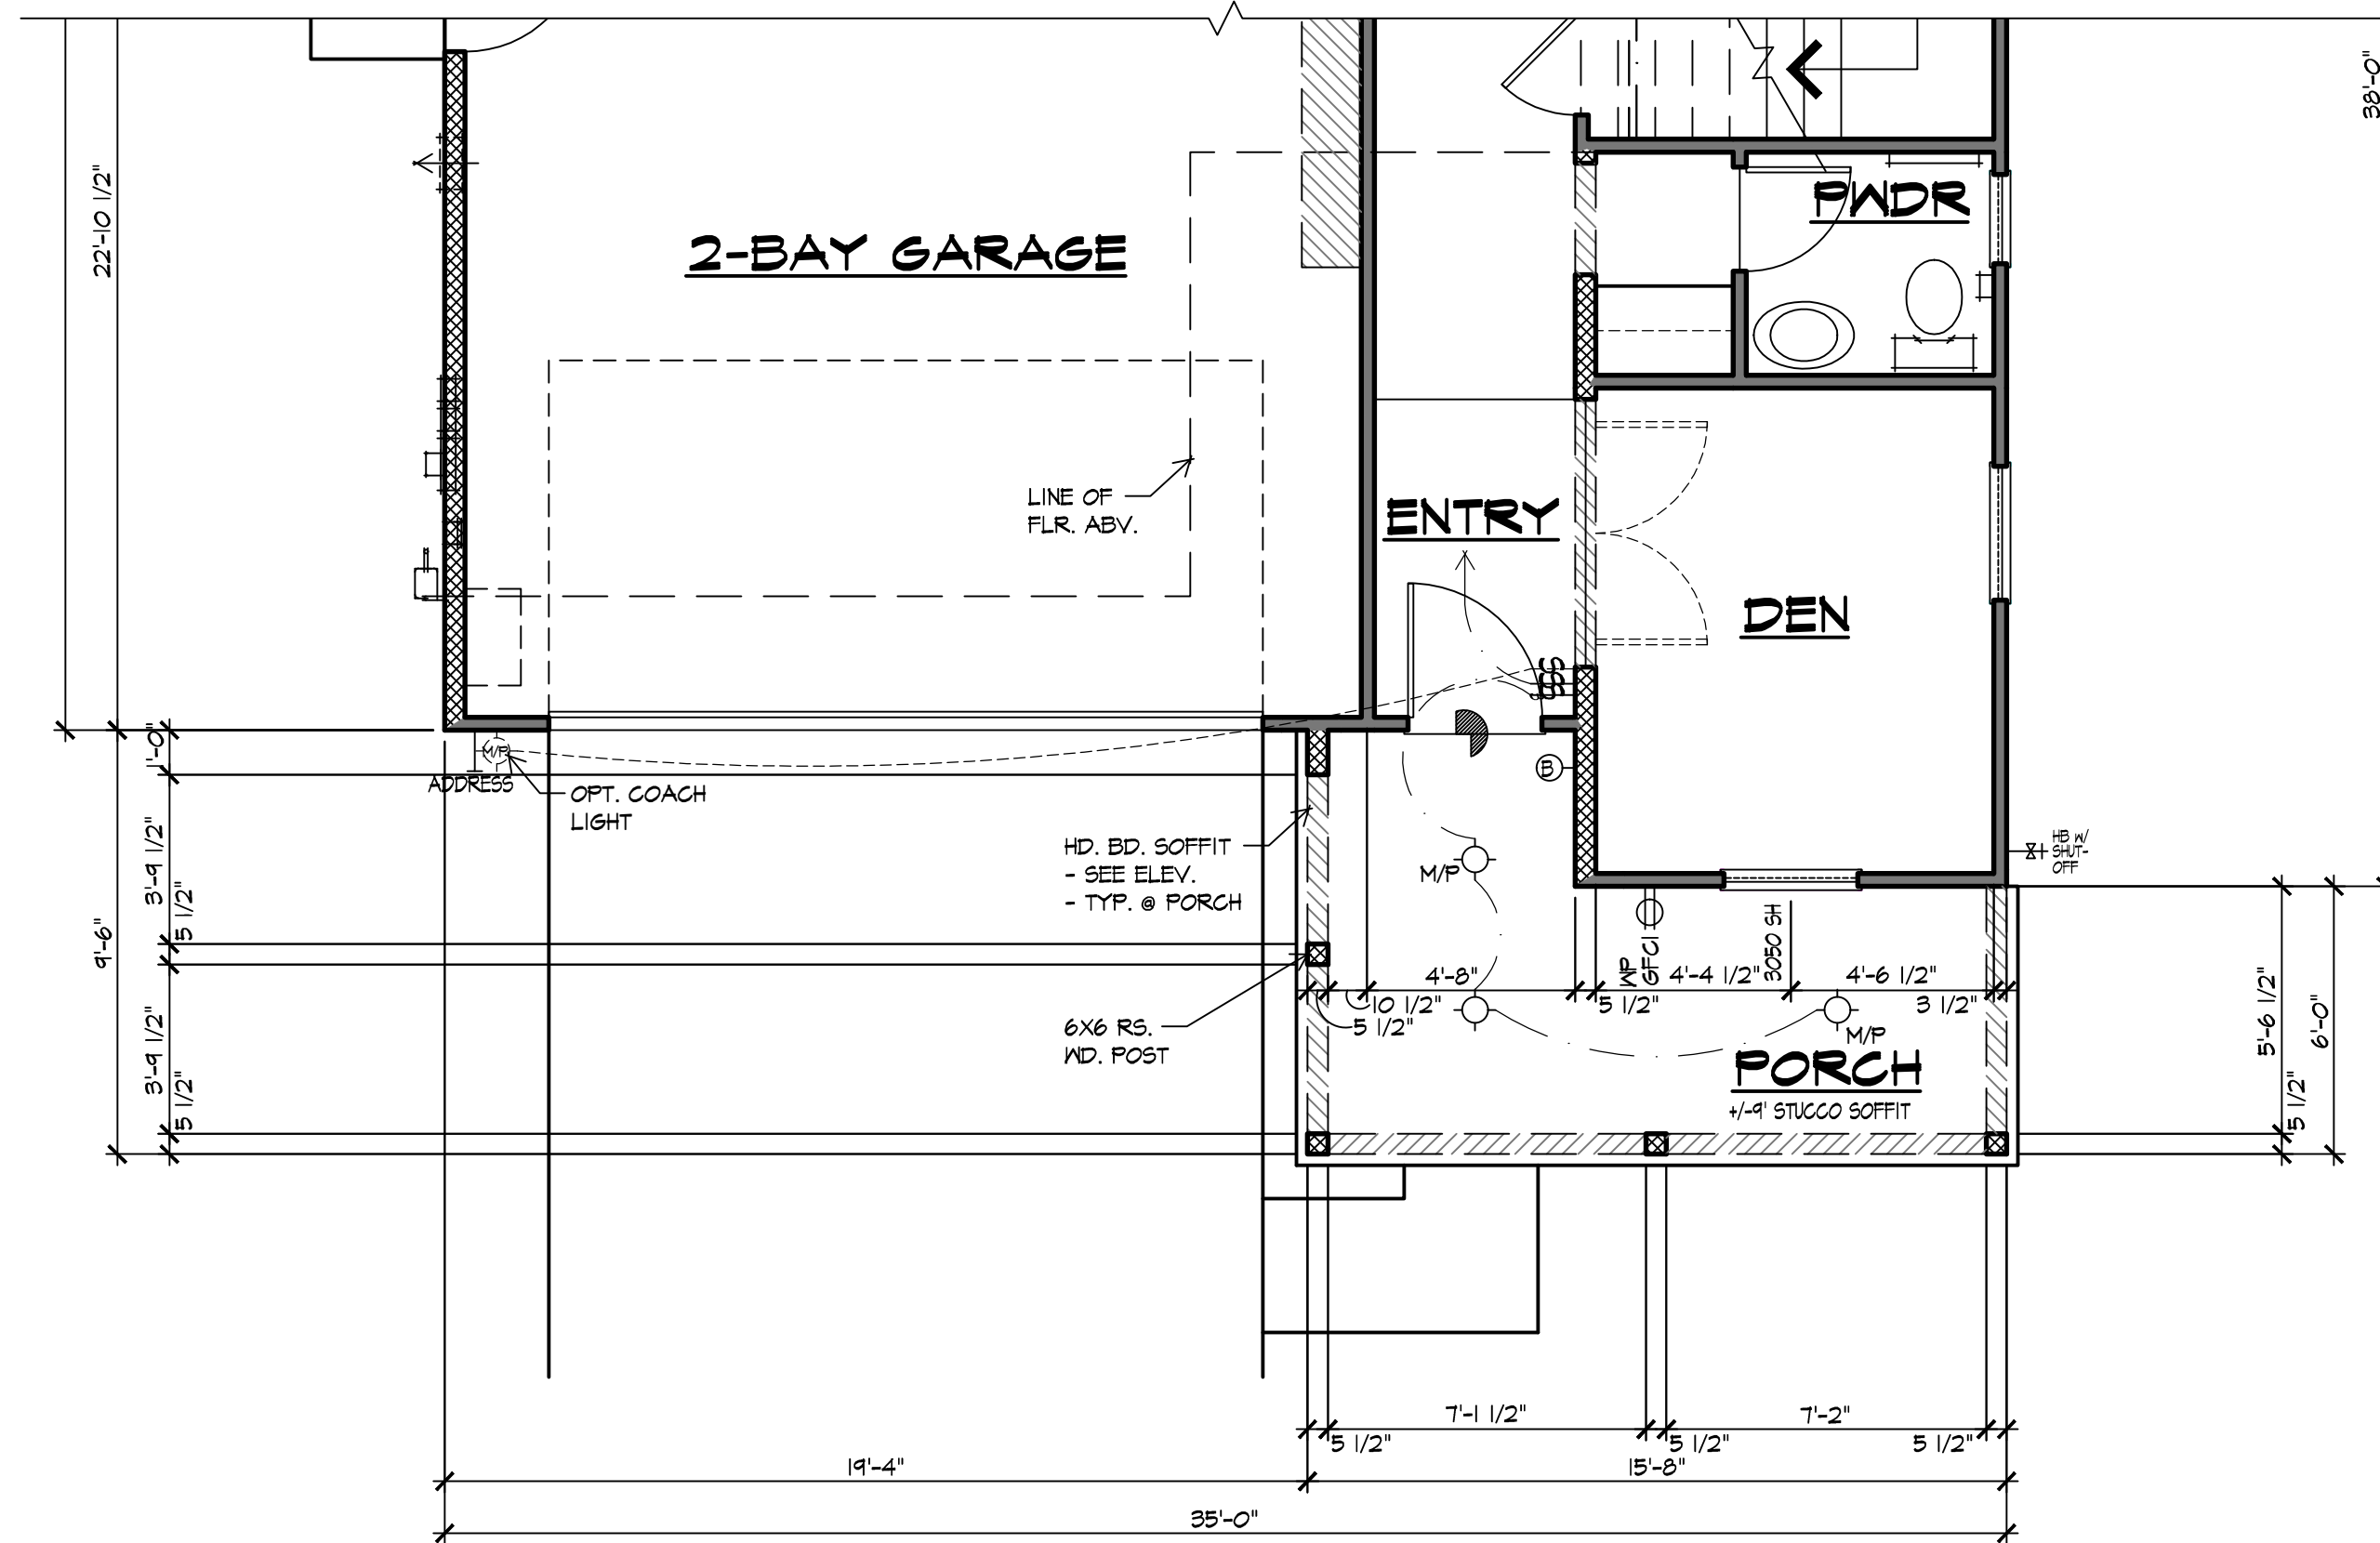 38'-0"
22'-10 1/2"
PWDR
2-BAY GARAGE
LINE OF
FLR. ABV.
ENTRY
DEN
S
S
S
1'-0"
M/P
ADDRESS
OPT. COACH
LIGHT
B
HD. BD. SOFFIT
- SEE ELEV.
- TYP. @ PORCH
M/P
HB W/
SHUT-
OFF
3'-9 1/2"
5 1/2"
9'-6"
WP
GFCI
3050 SH
4'-8"
4'-4 1/2"
4'-6 1/2"
10 1/2"
5 1/2"
5 1/2"
3 1/2"
6X6 RS.
WD. POST
M/P
PORCH
+/-9' STUCCO SOFFIT
3'-9 1/2"
5 1/2"
5'-6 1/2"
6'-0"
5 1/2"
7'-1 1/2"
7'-2"
5 1/2"
5 1/2"
5 1/2"
19'-4"
15'-8"
35'-0"